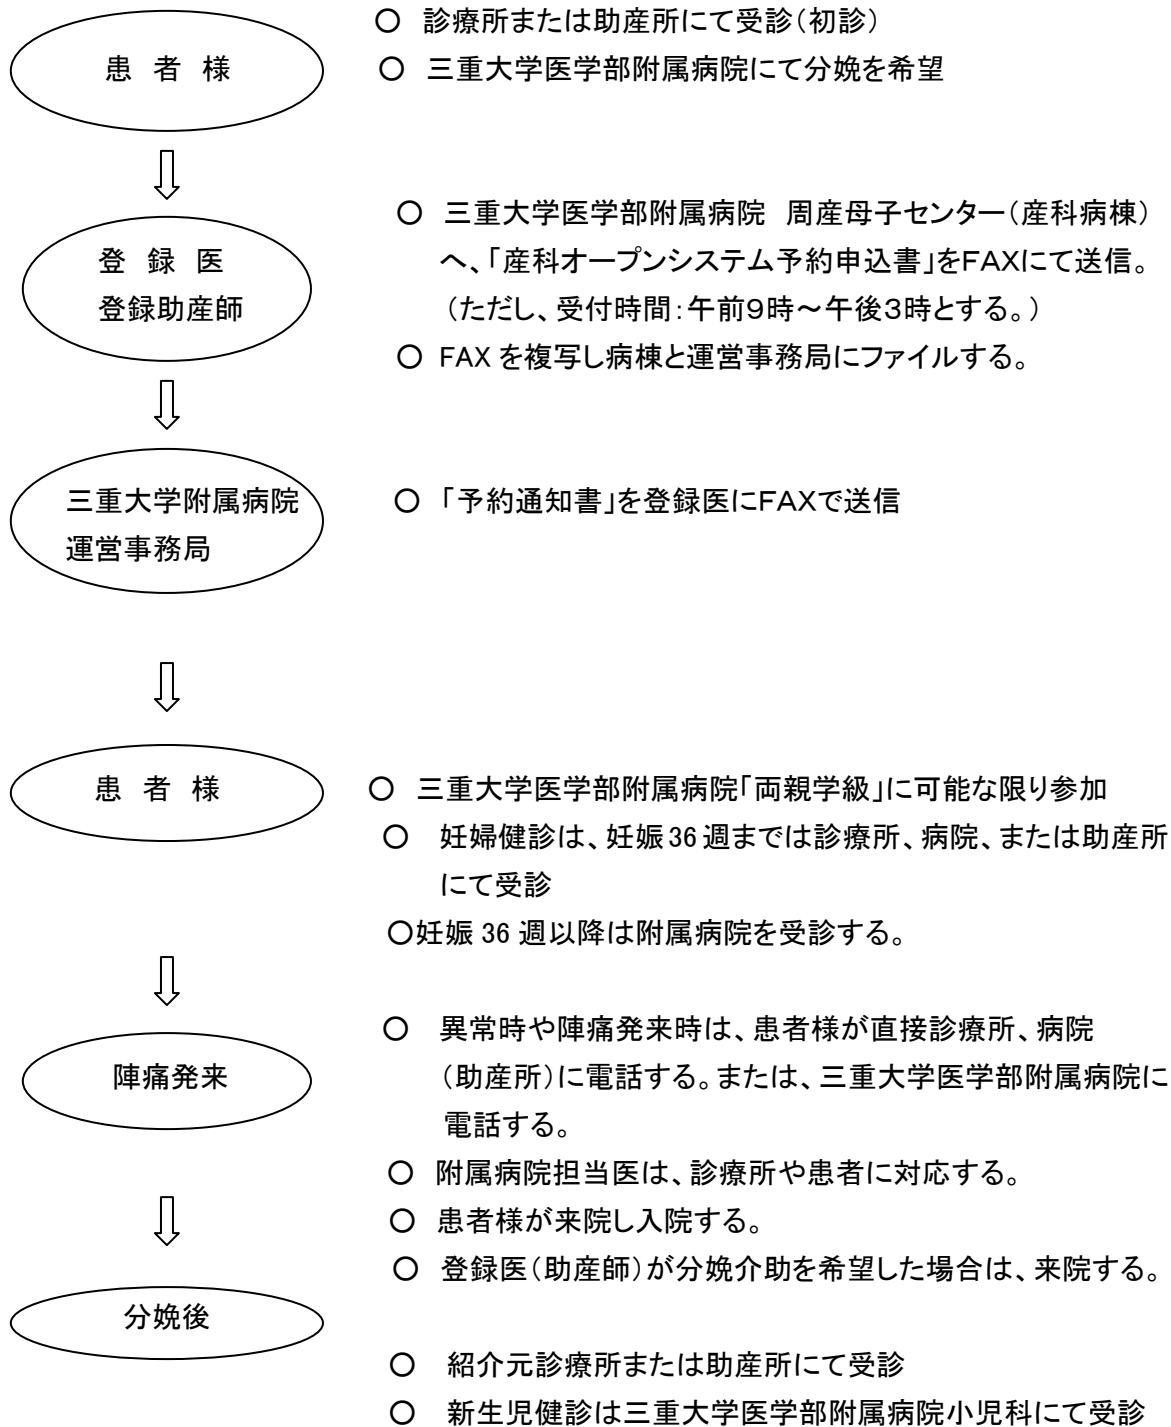 ○ 診療所または助産所にて受診(初診)
患 者 様
○ 三重大学医学部附属病院にて分娩を希望
○ 三重大学医学部附属病院 周産母子センター(産科病棟)
登 録 医
へ、「産科オープンシステム予約申込書」をFAXにて送信。
登録助産師
(ただし、受付時間:午前9時~午後3時とする。)
○ FAX を複写し病棟と運営事務局にファイルする。
三重大学附属病院
運営事務局
○ 「予約通知書」を登録医にFAXで送信
患 者 様
○ 三重大学医学部附属病院「両親学級」に可能な限り参加
○ 妊婦健診は、妊娠 36 週までは診療所、病院、または助産所
にて受診
○妊娠 36 週以降は附属病院を受診する。
陣痛発来
○ 異常時や陣痛発来時は、患者様が直接診療所、病院
(助産所)に電話する。または、三重大学医学部附属病院に
電話する。
○ 附属病院担当医は、診療所や患者に対応する。
○ 患者様が来院し入院する。
○ 登録医(助産師)が分娩介助を希望した場合は、来院する。
分娩後
○ 紹介元診療所または助産所にて受診
○ 新生児健診は三重大学医学部附属病院小児科にて受診